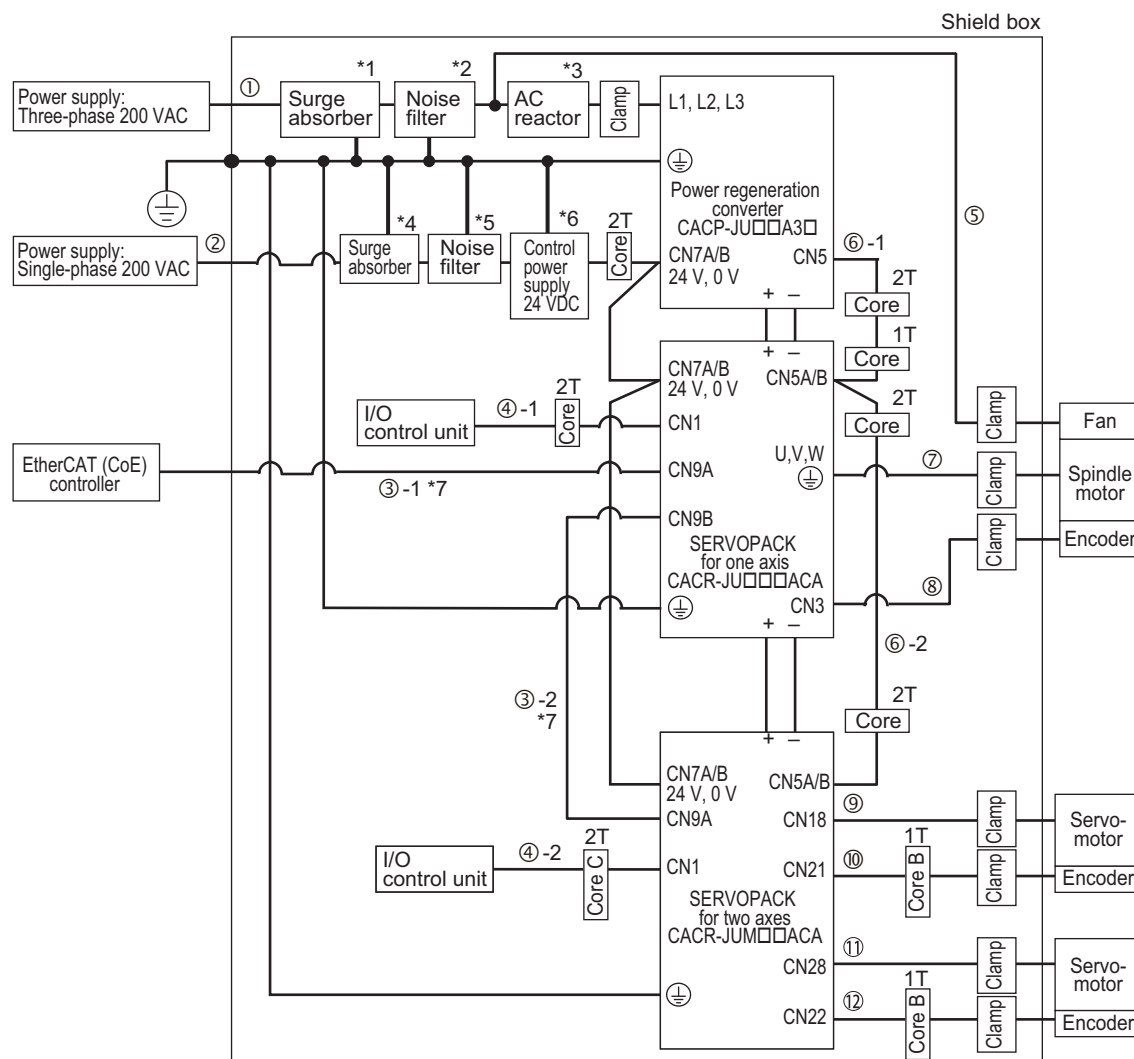 Shield box
Power supply:
Three-phase 200 VAC
①
*1
Surge
absorber
*2
Noise
filter
*3
AC
reactor
Clamp
L1, L2, L3
Power regeneration
converter
CACP-JU□□A3□
⑤
Power supply:
Single-phase 200 VAC
②
*4
Surge
absorber
*5
Noise
filter
*6
Control
power
supply
24 VDC
2T
Core
CN7A/B
24 V, 0 V
CN5
⑥-1
+ –
2T
Core
1T
Core
+ –
CN7A/B
24 V, 0 V
CN5A/B
2T
Core
I/O
control unit
④-1
2T
Core
CN1
Clamp
Fan
EtherCAT (CoE)
controller
③-1 *7
CN9A
U,V,W
⑦
Clamp
Spindle
motor
CN9B
SERVOPACK
for one axis
CACR-JU□□□ACA
Clamp
Encoder
CN3
⑧
+ –
⑥-2
③-2
*7
2T
Core
+ –
CN7A/B
24 V, 0 V
CN5A/B
CN9A
CN18
⑨
Clamp
Servo-
motor
I/O
control unit
④-2
2T
Core C
CN1
CN21
⑩
1T
Core B
Clamp
Encoder
SERVOPACK
for two axes
CACR-JUM□□ACA
CN28
⑪
Clamp
Servo-
motor
CN22
⑫
1T
Core B
Clamp
Encoder